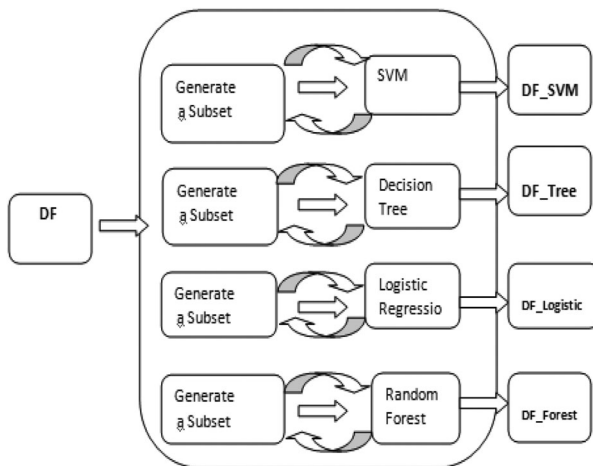 DF
Generate
a Subset
SVM
DF_SVM
Generate
a Subset
Decision
Tree
DF_Tree
Generate
a Subset
Logistic
Regressio
DF_Logistic
Generate
a Subset
Random
Forest
DF_Forest